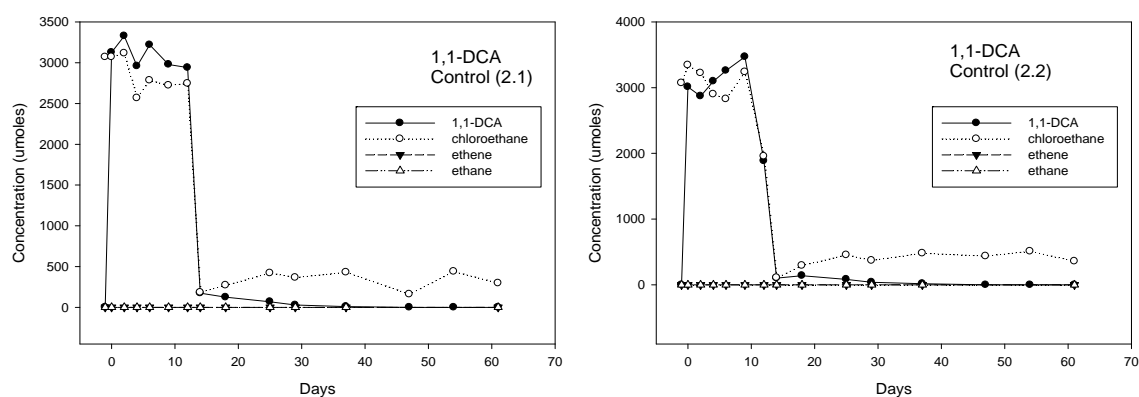 1,1-DCA
Control (2.1)
1,1-DCA
chloroethane
ethene
ethane
Concentration (umoles)
3500
3000
2500
2000
1500
1000
500
0
0
10
20
30
40
50
60
70
Days
1,1-DCA
Control (2.2)
1,1-DCA
chloroethane
ethene
ethane
Concentration (umoles)
4000
3000
2000
1000
0
0
10
20
30
40
50
60
70
Days